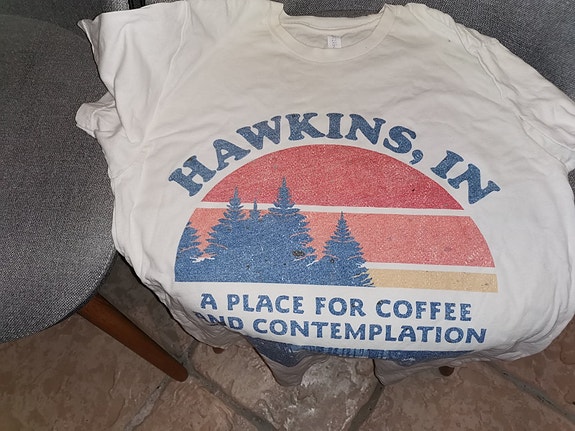 HAWKINS, IN
A PLACE FOR COFFEE
AND CONTEMPLATION